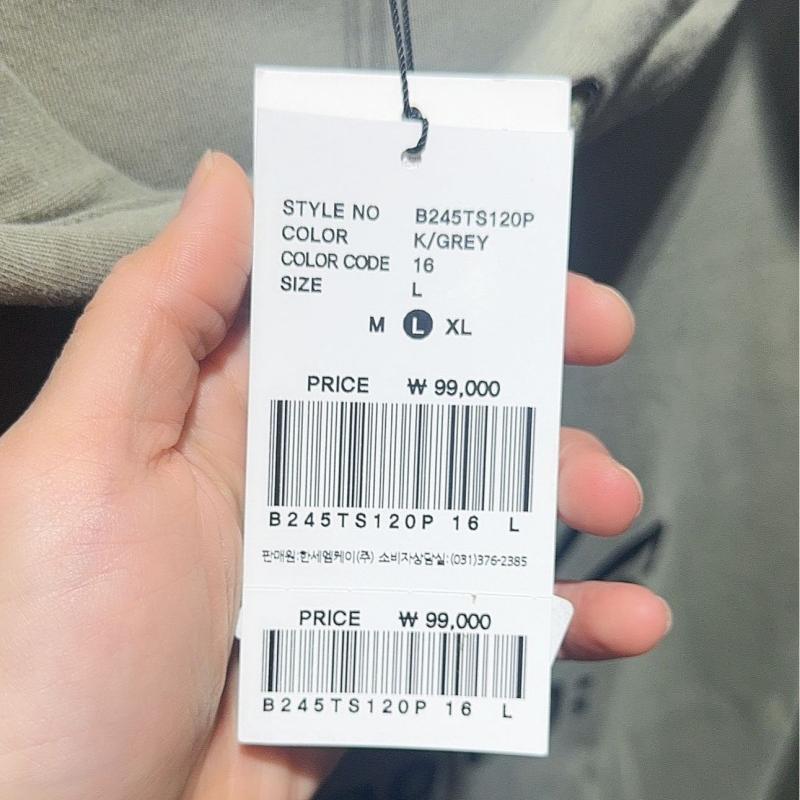 STYLE NO B245TS120P
COLOR K/GREY
COLOR CODE 16
SIZE L
M L XL
PRICE ₩ 99,000
B245TS120P 16 L
판매원:한세엠케이(주) 소비자상담실:(031)376-2385
PRICE ₩ 99,000
B245TS120P 16 L